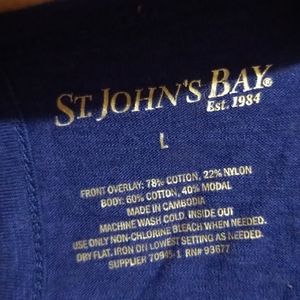 ST. JOHN'S BAY®
Est. 1984
L
FRONT OVERLAY: 78% COTTON, 22% NYLON
BODY: 60% COTTON, 40% MODAL
MADE IN CAMBODIA
MACHINE WASH COLD. INSIDE OUT
USE ONLY NON-CHLORINE BLEACH WHEN NEEDED.
DRY FLAT. IRON ON LOWEST SETTING AS NEEDED.
SUPPLIER 70945-1 RN# 93677